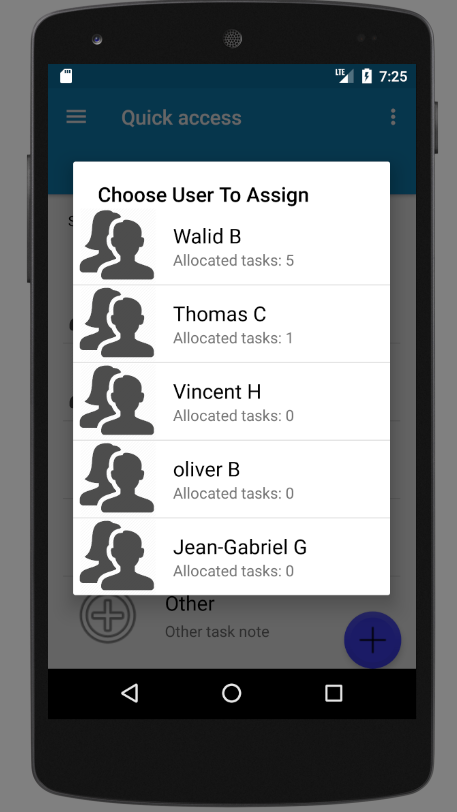 LTE 7:25
Quick access
Choose User To Assign
Walid B
Allocated tasks: 5
Thomas C
Allocated tasks: 1
Vincent H
Allocated tasks: 0
oliver B
Allocated tasks: 0
Jean-Gabriel G
Allocated tasks: 0
Other
Other task note